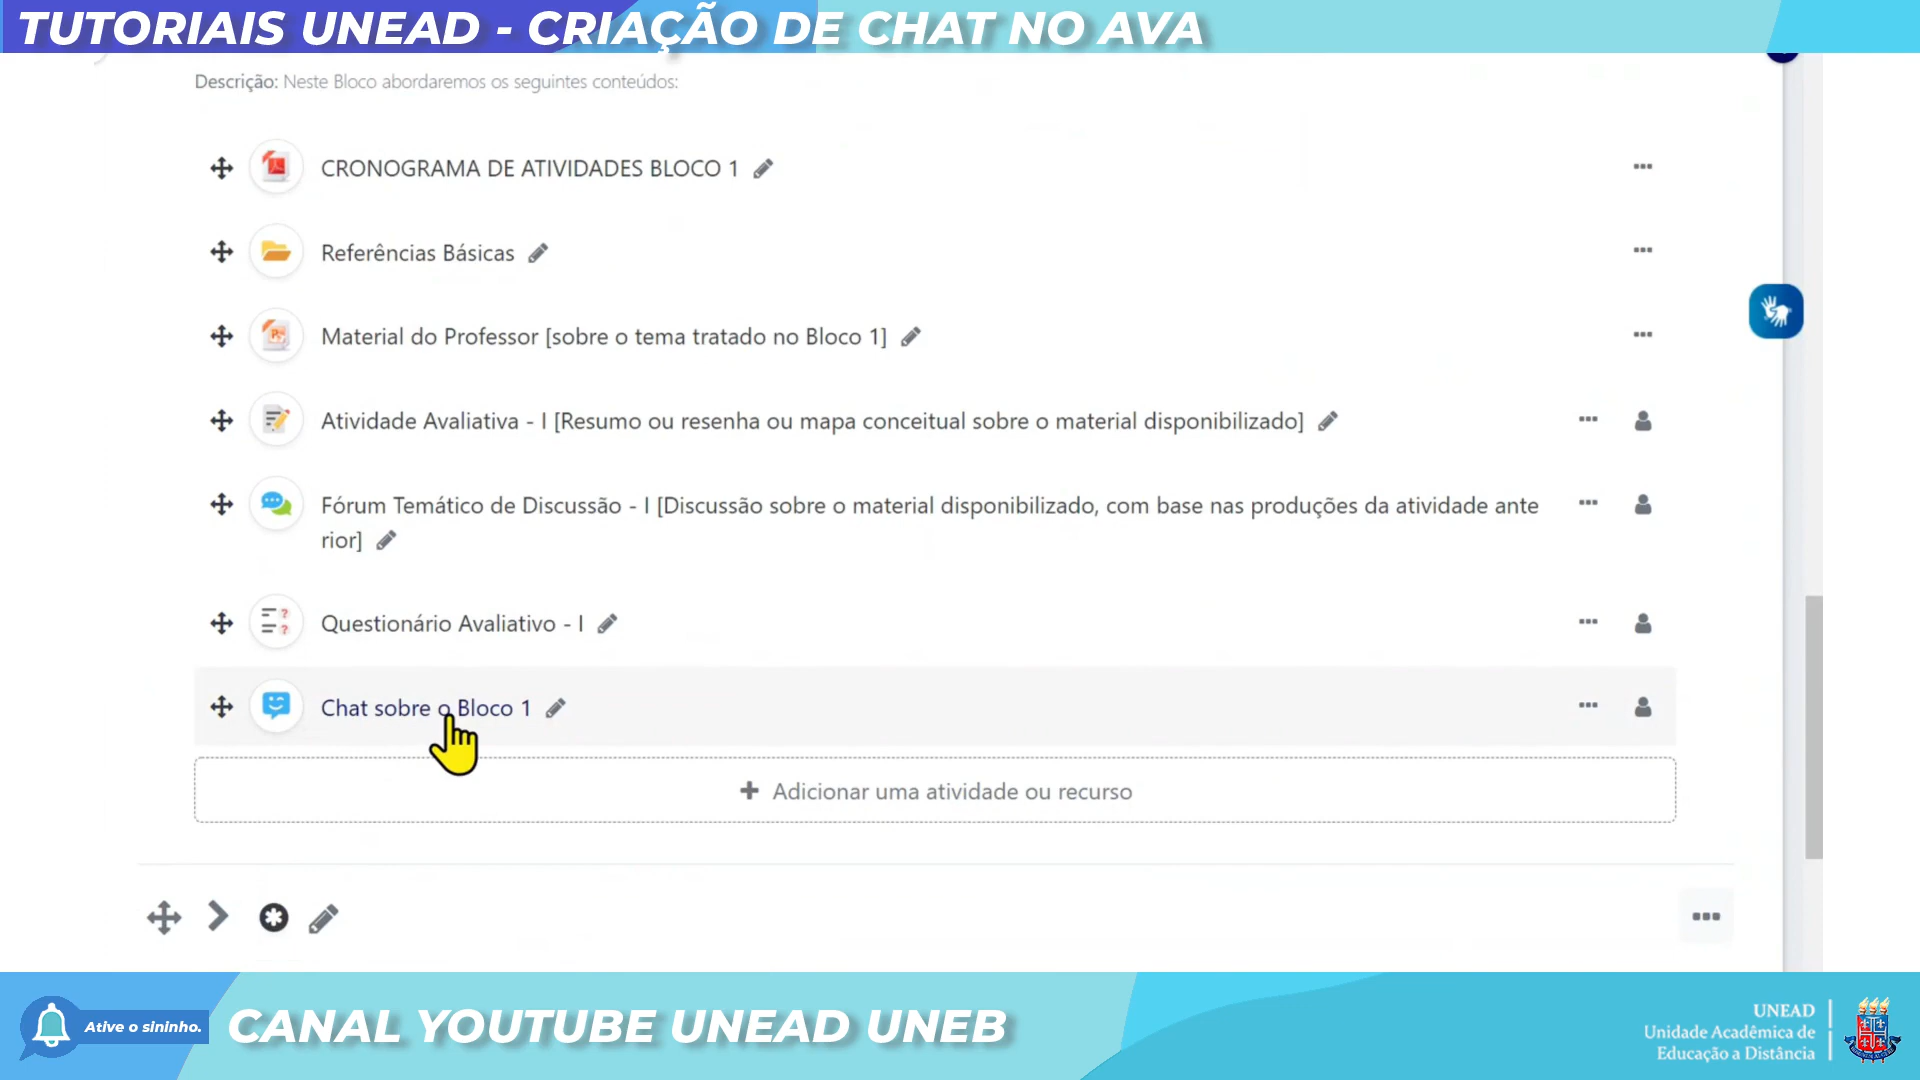 TUTORIAIS UNEAD - CRIAÇÃO DE CHAT NO AVA
Descrição: Neste Bloco abordaremos os seguintes conteúdos:
CRONOGRAMA DE ATIVIDADES BLOCO 1
Referências Básicas
Material do Professor [sobre o tema tratado no Bloco 1]
Atividade Avaliativa - I [Resumo ou resenha ou mapa conceitual sobre o material disponibilizado]
Fórum Temático de Discussão - I [Discussão sobre o material disponibilizado, com base nas produções da atividade ante
rior]
Questionário Avaliativo - I
Chat sobre o Bloco 1
Adicionar uma atividade ou recurso
Ative o sininho.
CANAL YOUTUBE UNEAD UNEB
UNEAD
Unidade Acadêmica de
Educação a Distância